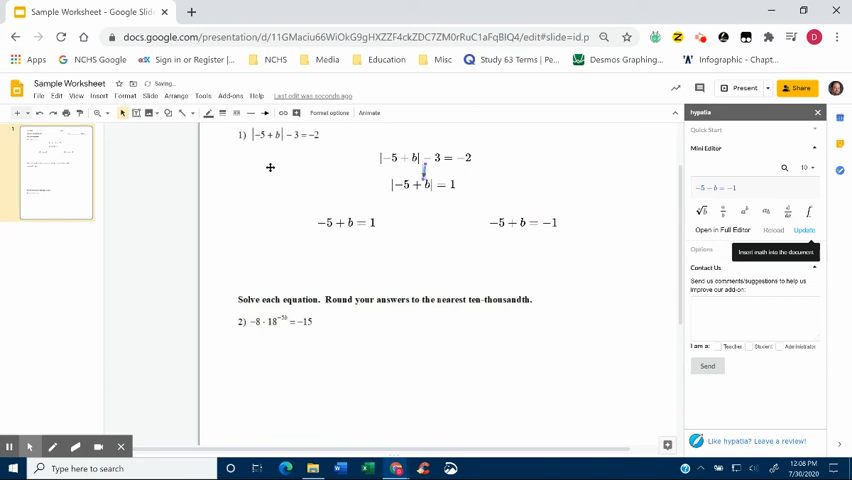 Sample Worksheet - Google Slide
docs.google.com/presentation/d/11GMaciu66WiOkG9gHXZZF4ckZDC7ZM0rRuC1aFqBIQ4/edit#slide=id.p
Apps
NCHS Google
Sign in or Register |...
NCHS
Media
Education
Misc
Study 63 Terms | Pe...
Desmos Graphing...
Infographic - Chapt...
Sample Worksheet
Saving...
File Edit View Insert Format Slide Arrange Tools Add-ons Help
Last edit was seconds ago
Present
Share
Format options
Animate
hypatia
1
1) |−5 + b| − 3 = −2
|−5 + b| − 3 = −2
|−5 + b| = 1
−5 + b = 1
−5 + b = −1
Solve each equation. Round your answers to the nearest ten-thousandth.
2) −8 · 18^−5b = −15
Quick Start
Mini Editor
10
−5 + b = −1
Open in Full Editor
Reload
Update
Options
Insert math into the document
Contact Us
Send us comments/suggestions to help us
improve our add-on:
I am a:
Teacher
Student
Administrator
Send
Like hypatia? Leave a review!
Type here to search
12:08 PM
7/30/2020